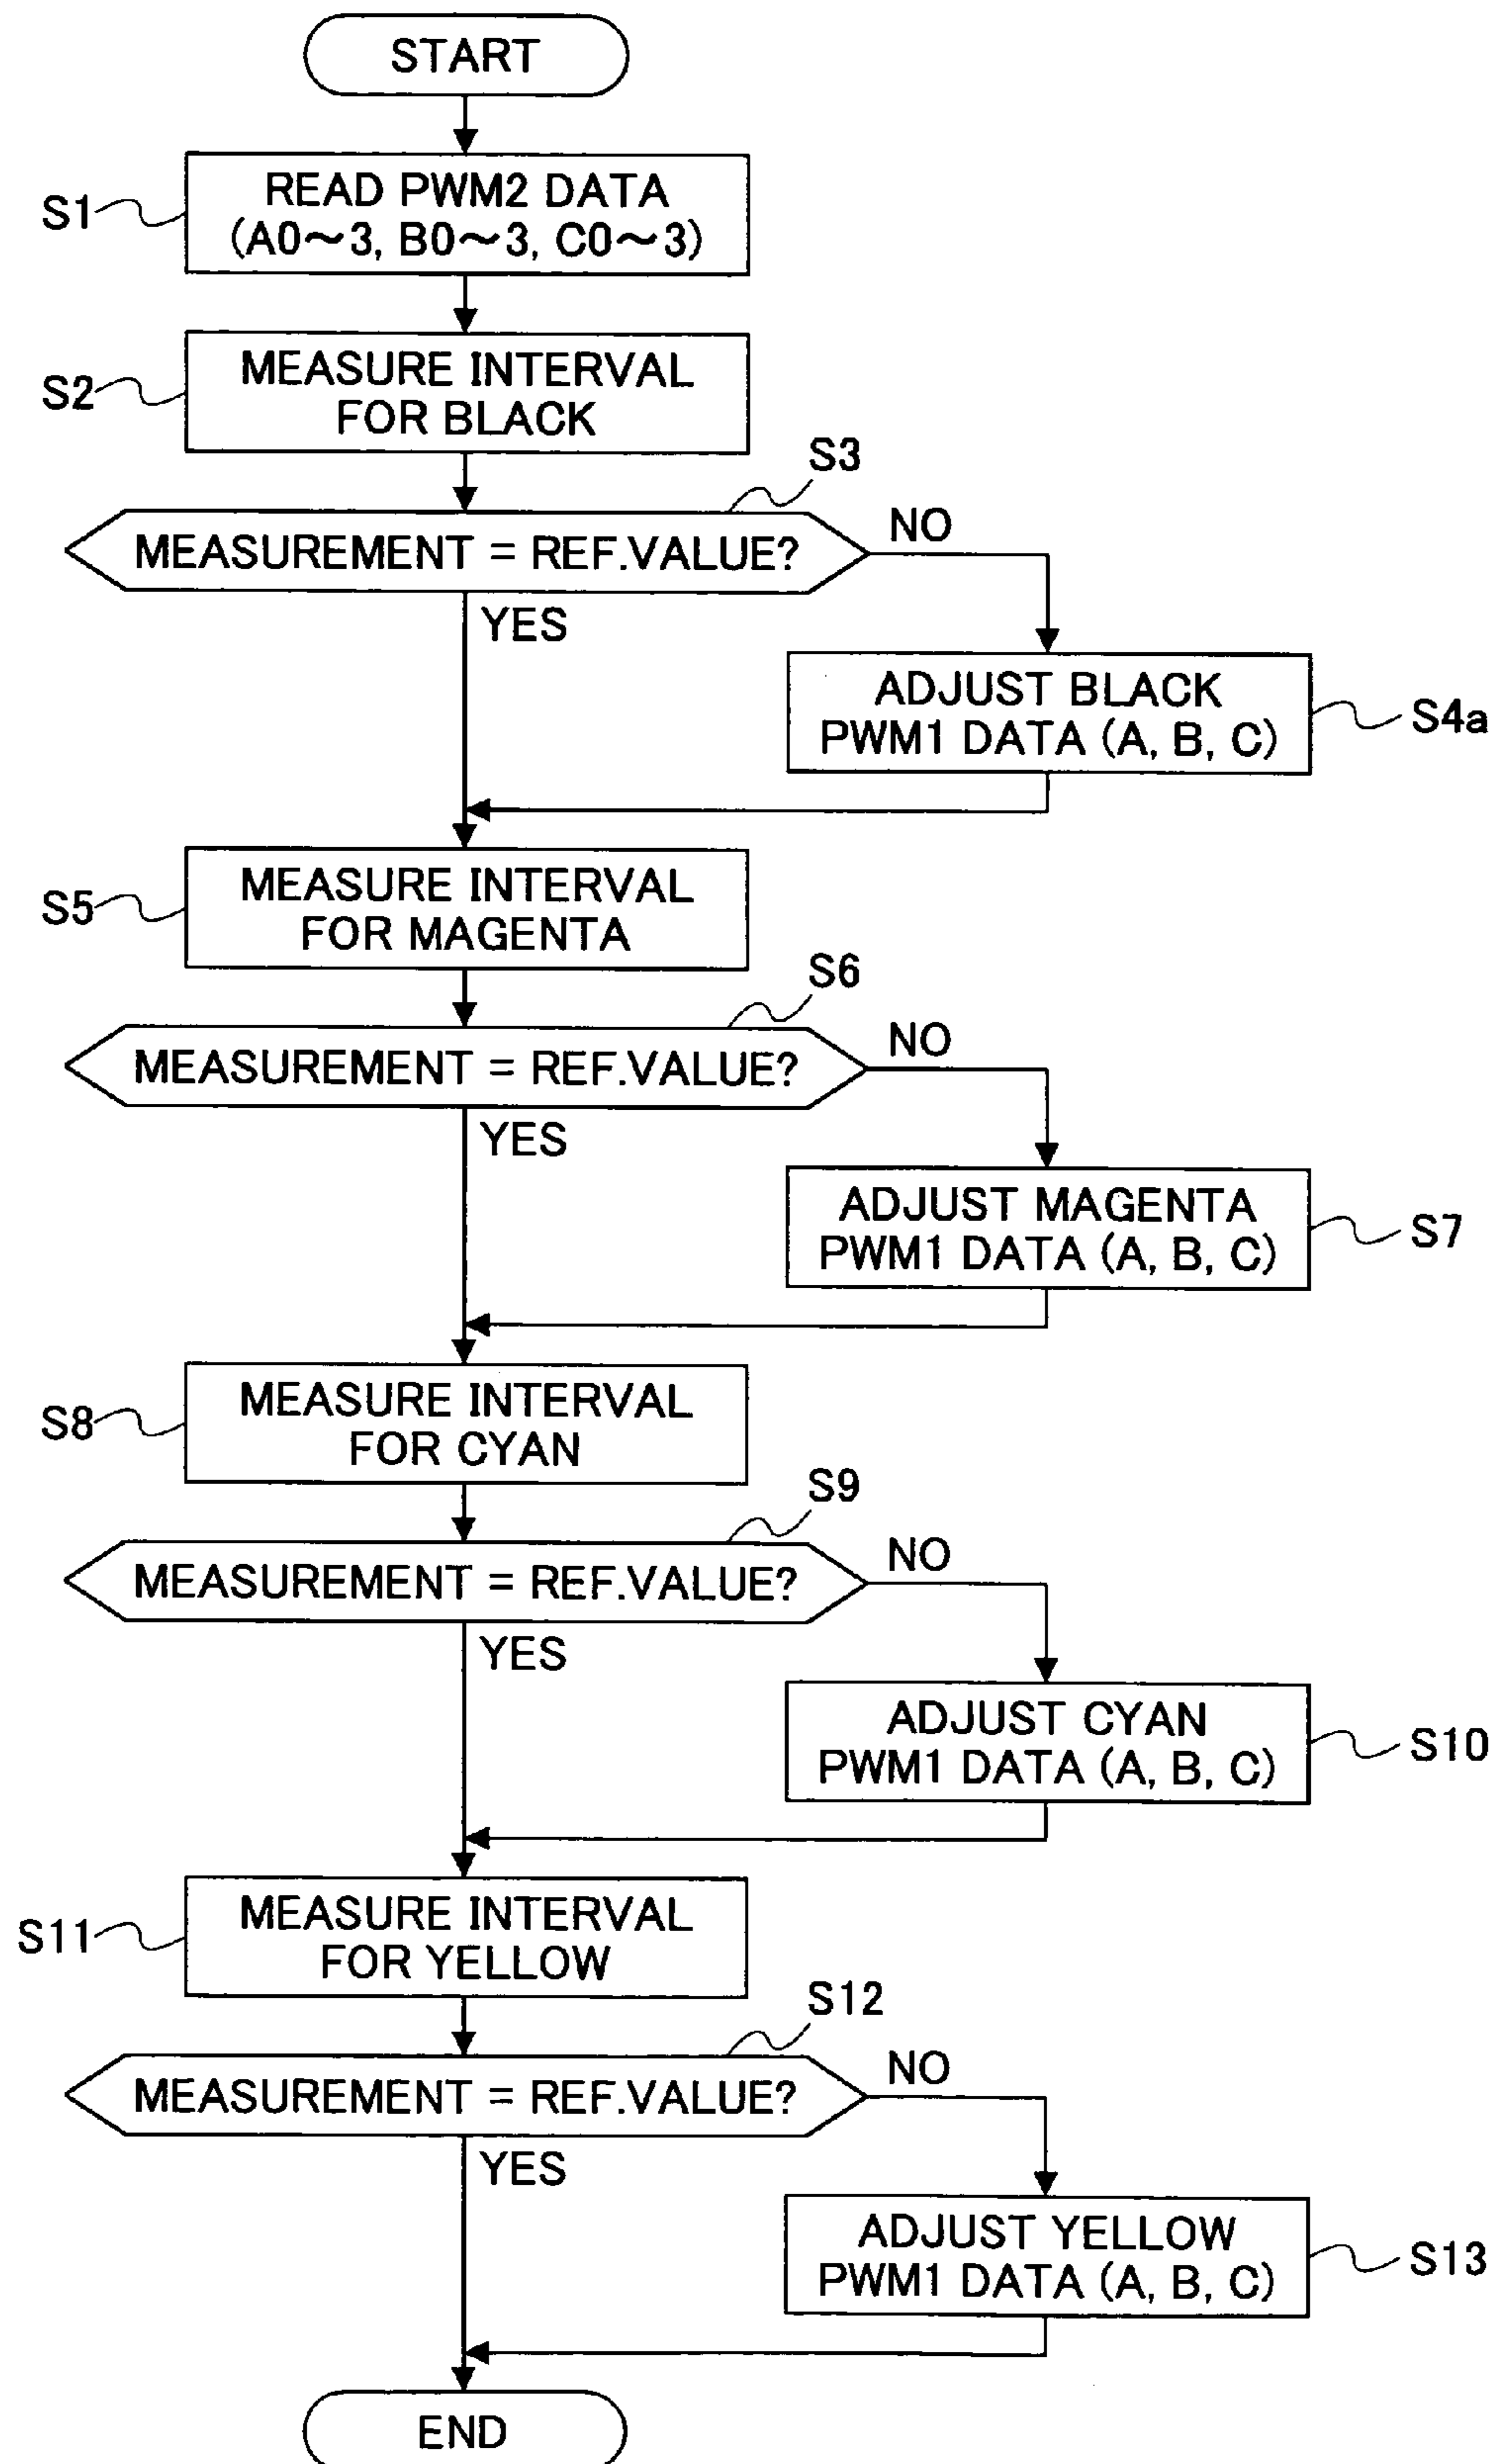 START
S1
READ PWM2 DATA
(A0～3, B0～3, C0～3)
S2
MEASURE INTERVAL
FOR BLACK
S3
MEASUREMENT = REF.VALUE?
NO
YES
ADJUST BLACK
PWM1 DATA (A, B, C)
S4a
S5
MEASURE INTERVAL
FOR MAGENTA
S6
MEASUREMENT = REF.VALUE?
NO
YES
ADJUST MAGENTA
PWM1 DATA (A, B, C)
S7
S8
MEASURE INTERVAL
FOR CYAN
S9
MEASUREMENT = REF.VALUE?
NO
YES
ADJUST CYAN
PWM1 DATA (A, B, C)
S10
S11
MEASURE INTERVAL
FOR YELLOW
S12
MEASUREMENT = REF.VALUE?
NO
YES
ADJUST YELLOW
PWM1 DATA (A, B, C)
S13
END